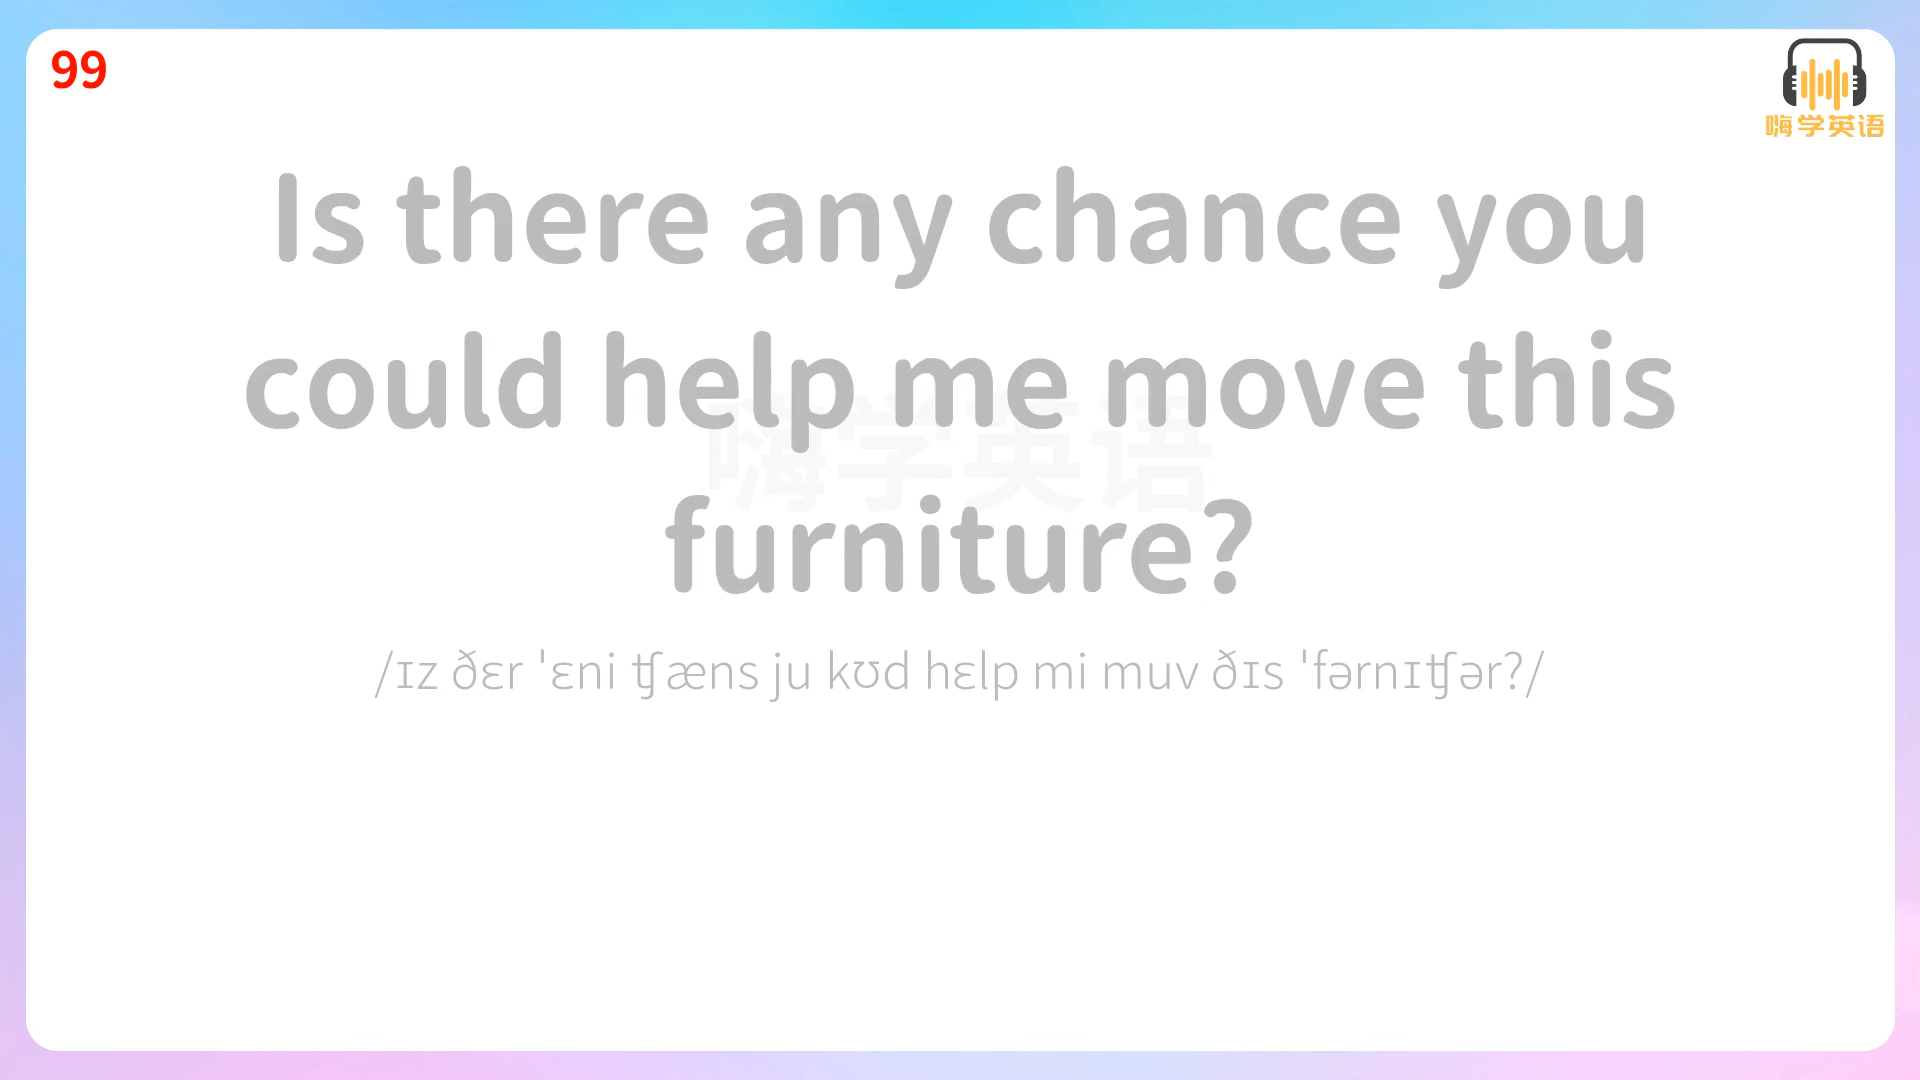 99
嗨学英语
Is there any chance you
could help me move this
嗨学英语
furniture?
/ɪz ðɛr ˈɛni ʧæns ju kʊd hɛlp mi muv ðɪs ˈfərnɪʧər?/